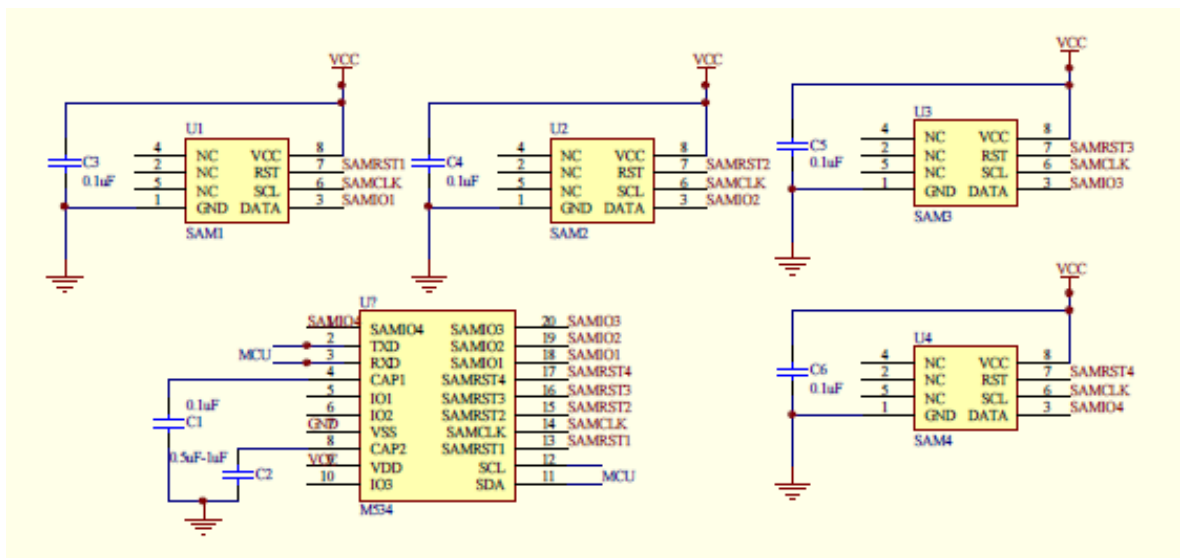 VCC
U1
C3
0.1uF
4 NC VCC 8
2 NC RST 7 SAMRST1
5 NC SCL 6 SAMCLK
1 GND DATA 3 SAMIO1
SAM1
VCC
U2
C4
0.1uF
4 NC VCC 8
2 NC RST 7 SAMRST2
5 NC SCL 6 SAMCLK
1 GND DATA 3 SAMIO2
SAM2
VCC
U3
C5
0.1uF
4 NC VCC 8
2 NC RST 7 SAMRST3
5 NC SCL 6 SAMCLK
1 GND DATA 3 SAMIO3
SAM3
U?
SAMIO4 SAMIO4 SAMIO3 20 SAMIO3
2 TXD SAMIO2 19 SAMIO2
MCU 3 RXD SAMIO1 18 SAMIO1
4 CAP1 SAMRST4 17 SAMRST4
5 IO1 SAMRST3 16 SAMRST3
6 IO2 SAMRST2 15 SAMRST2
GND 7 VSS SAMCLK 14 SAMCLK
8 CAP2 SAMRST1 13 SAMRST1
VCC 9 VDD SCL 12
10 IO3 SDA 11 MCU
M534
0.1uF
C1
0.5uF-1uF
C2
VCC
U4
C6
0.1uF
4 NC VCC 8
2 NC RST 7 SAMRST4
5 NC SCL 6 SAMCLK
1 GND DATA 3 SAMIO4
SAM4